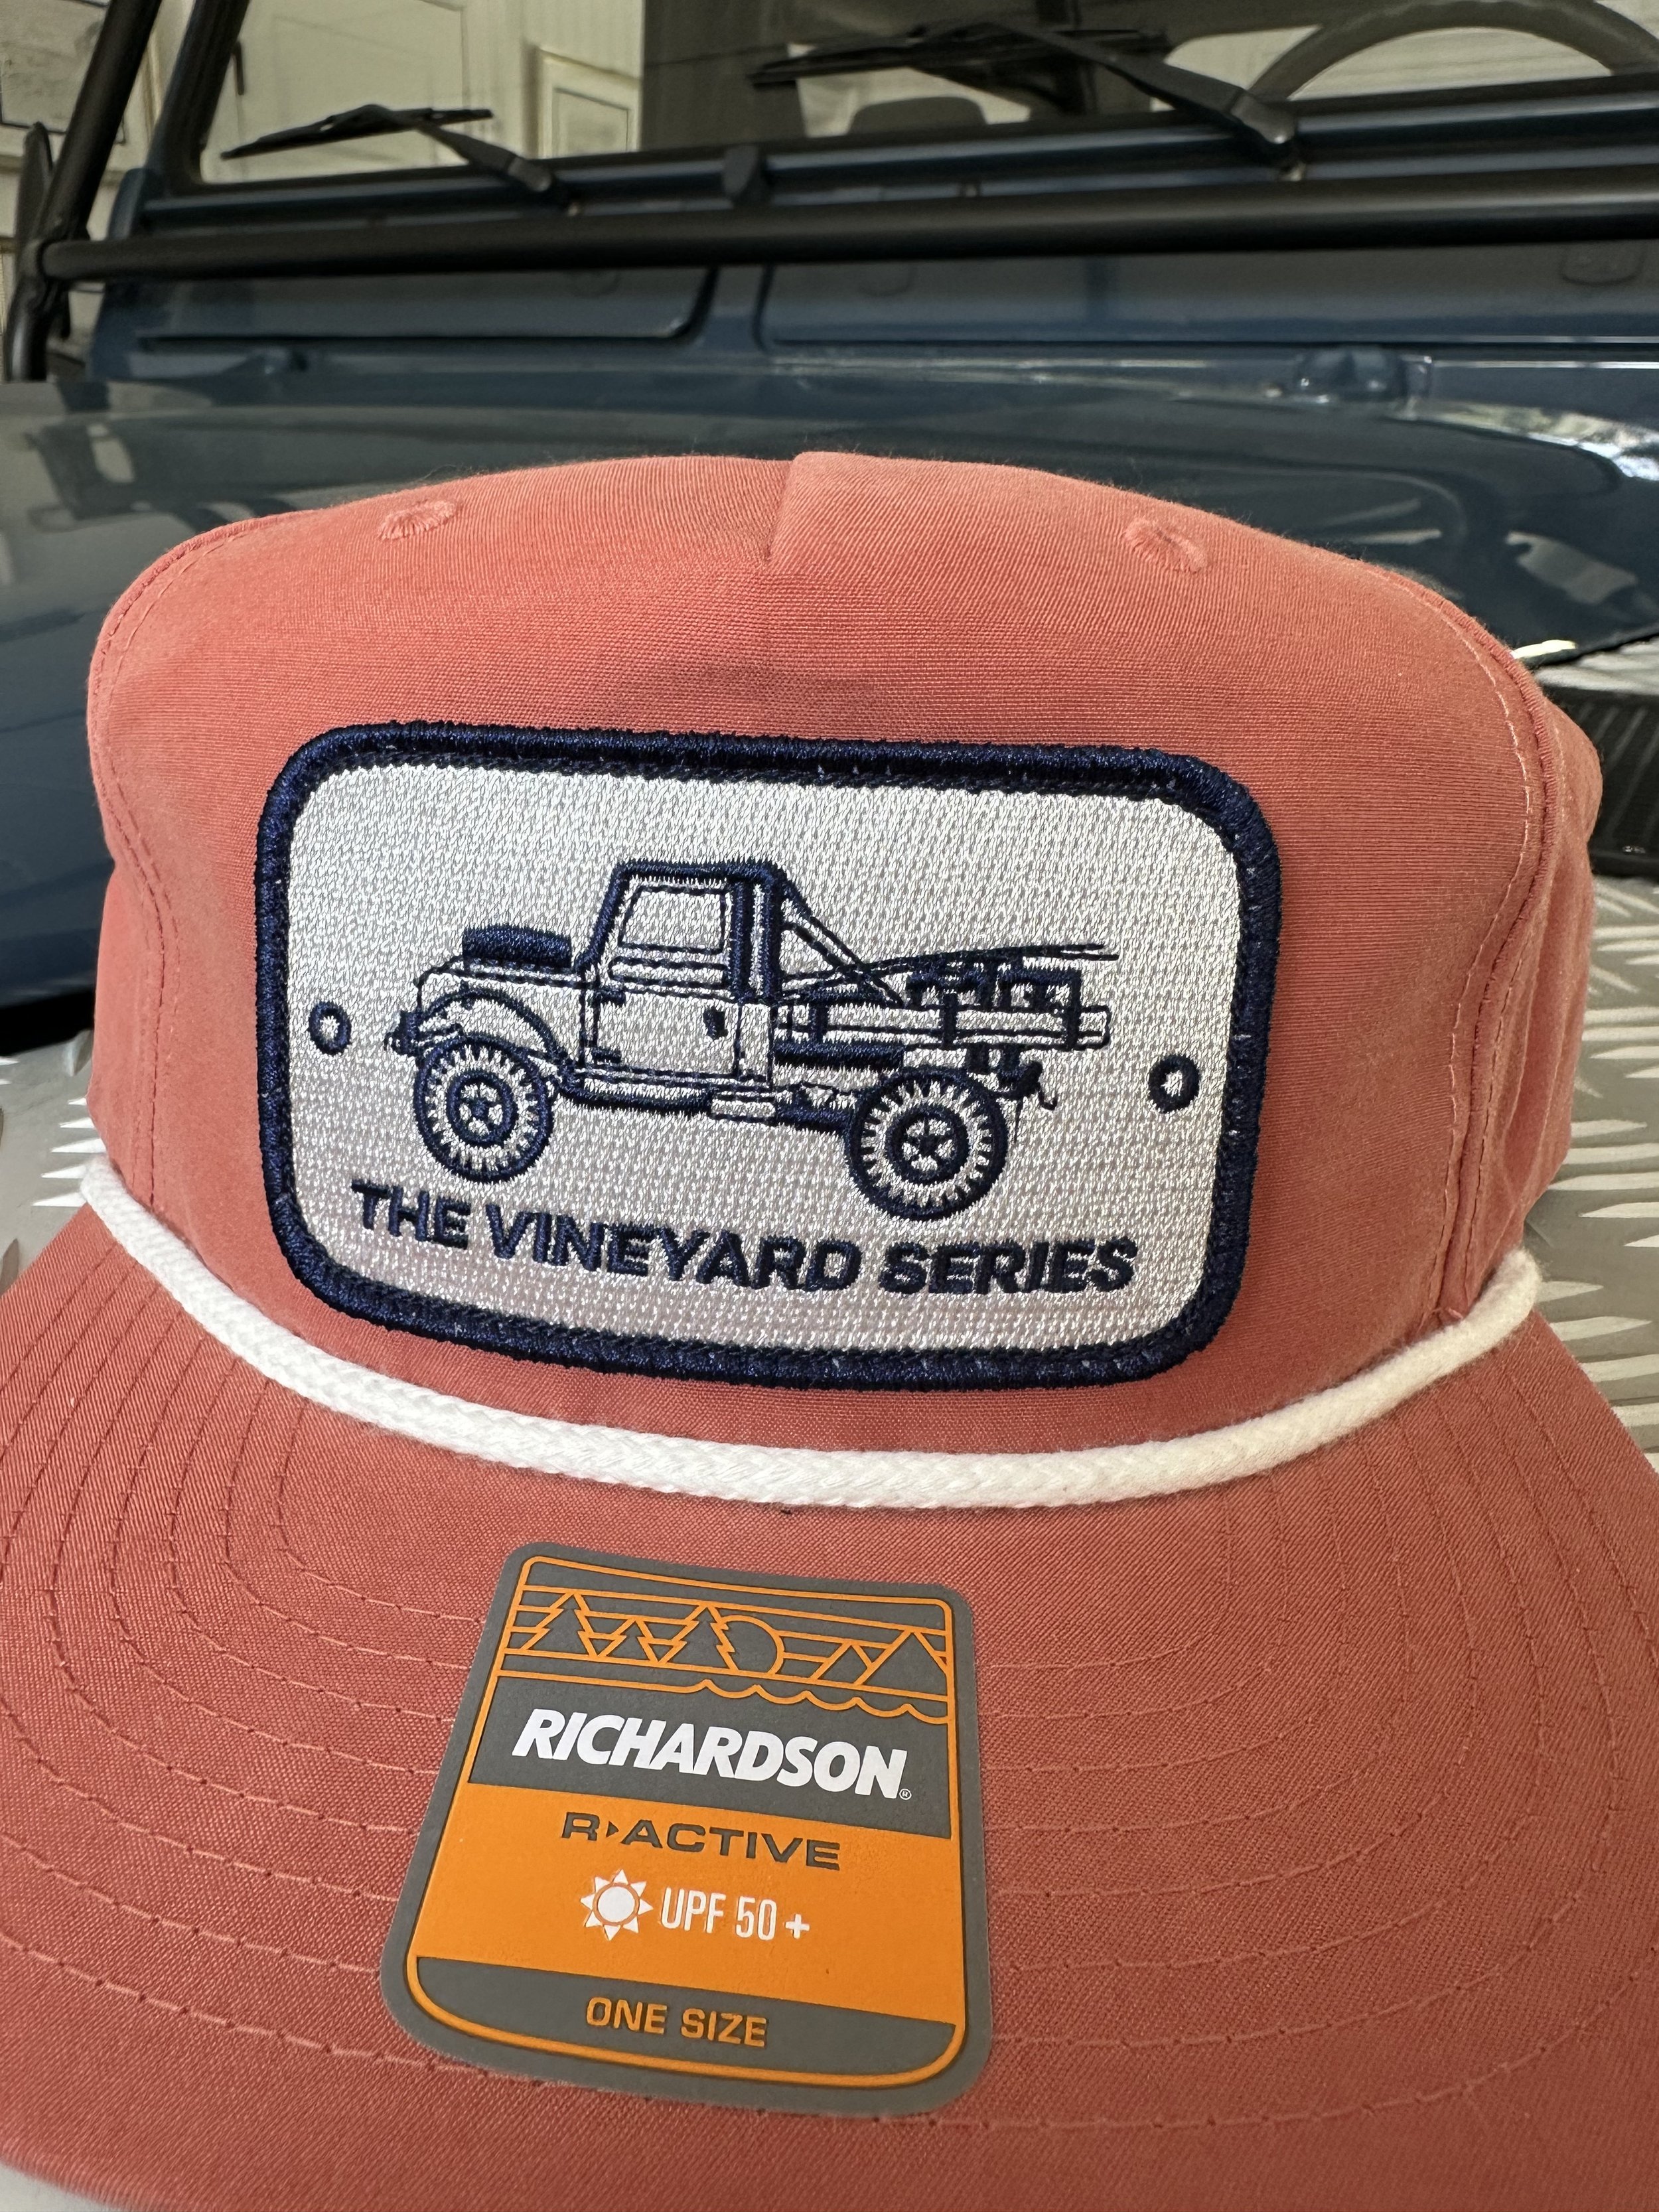 THE VINEYARD SERIES
RICHARDSON®
R▸ACTIVE
UPF 50+
ONE SIZE